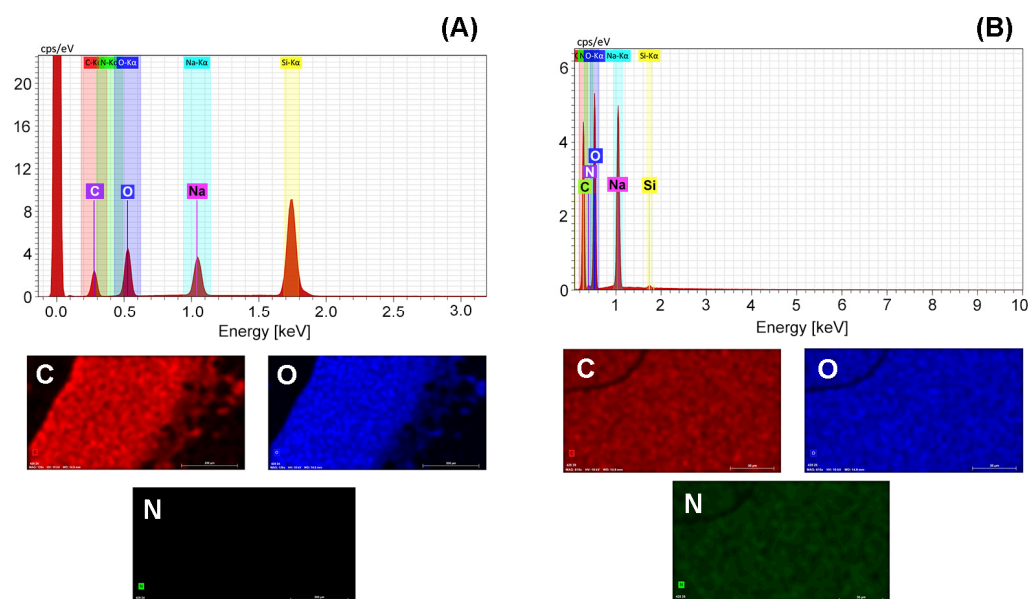 (A)
cps/eV
C-Kα N-Kα O-Kα Na-Kα Si-Kα
20
16
12
8
4
0
C O Na
0.0 0.5 1.0 1.5 2.0 2.5 3.0
Energy [keV]
C
O
N
(B)
cps/eV
N O-Kα Na-Kα Si-Kα
6
4
2
0
O
N
C Na Si
1 2 3 4 5 6 7 8 9 10
Energy [keV]
C
O
N